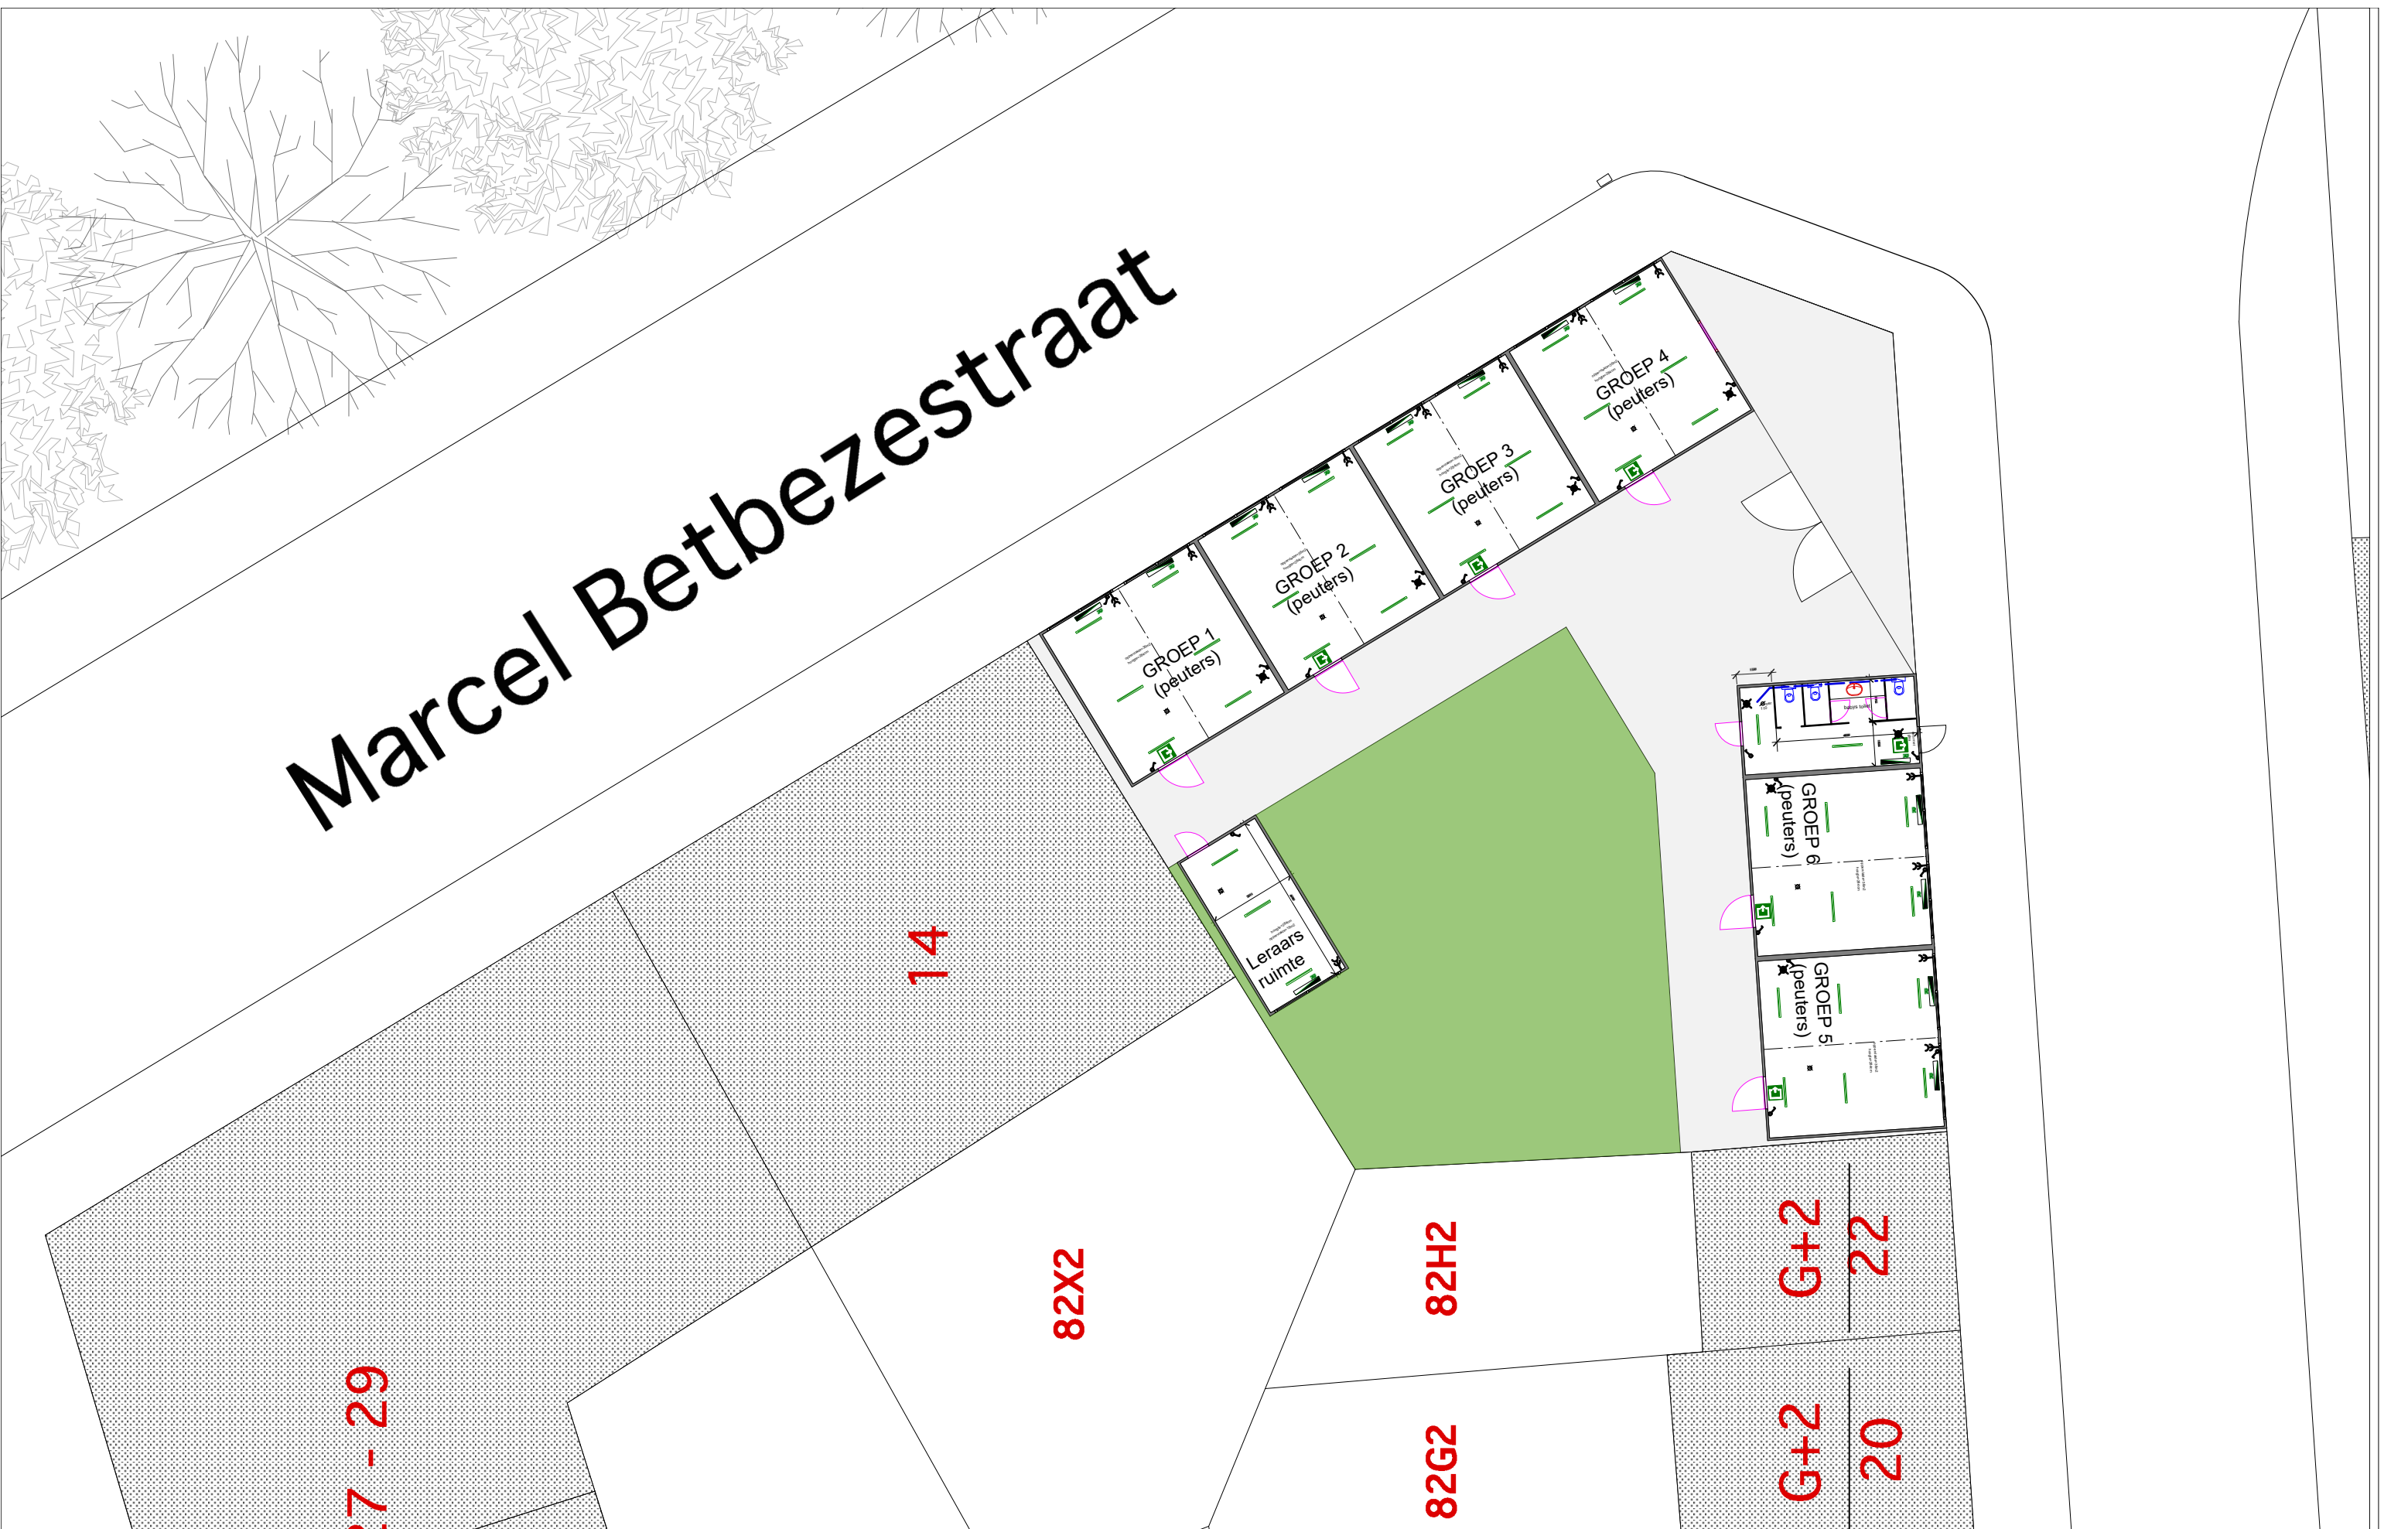 Marcel Betbezestraat
GROEP 4
(peuters)
GROEP 3
(peuters)
GROEP 2
(peuters)
GROEP 1
(peuters)
Leraars
ruimte
GROEP 6
(peuters)
GROEP 5
(peuters)
14
82X2
82H2
G+2
22
82G2
G+2
20
27 - 29